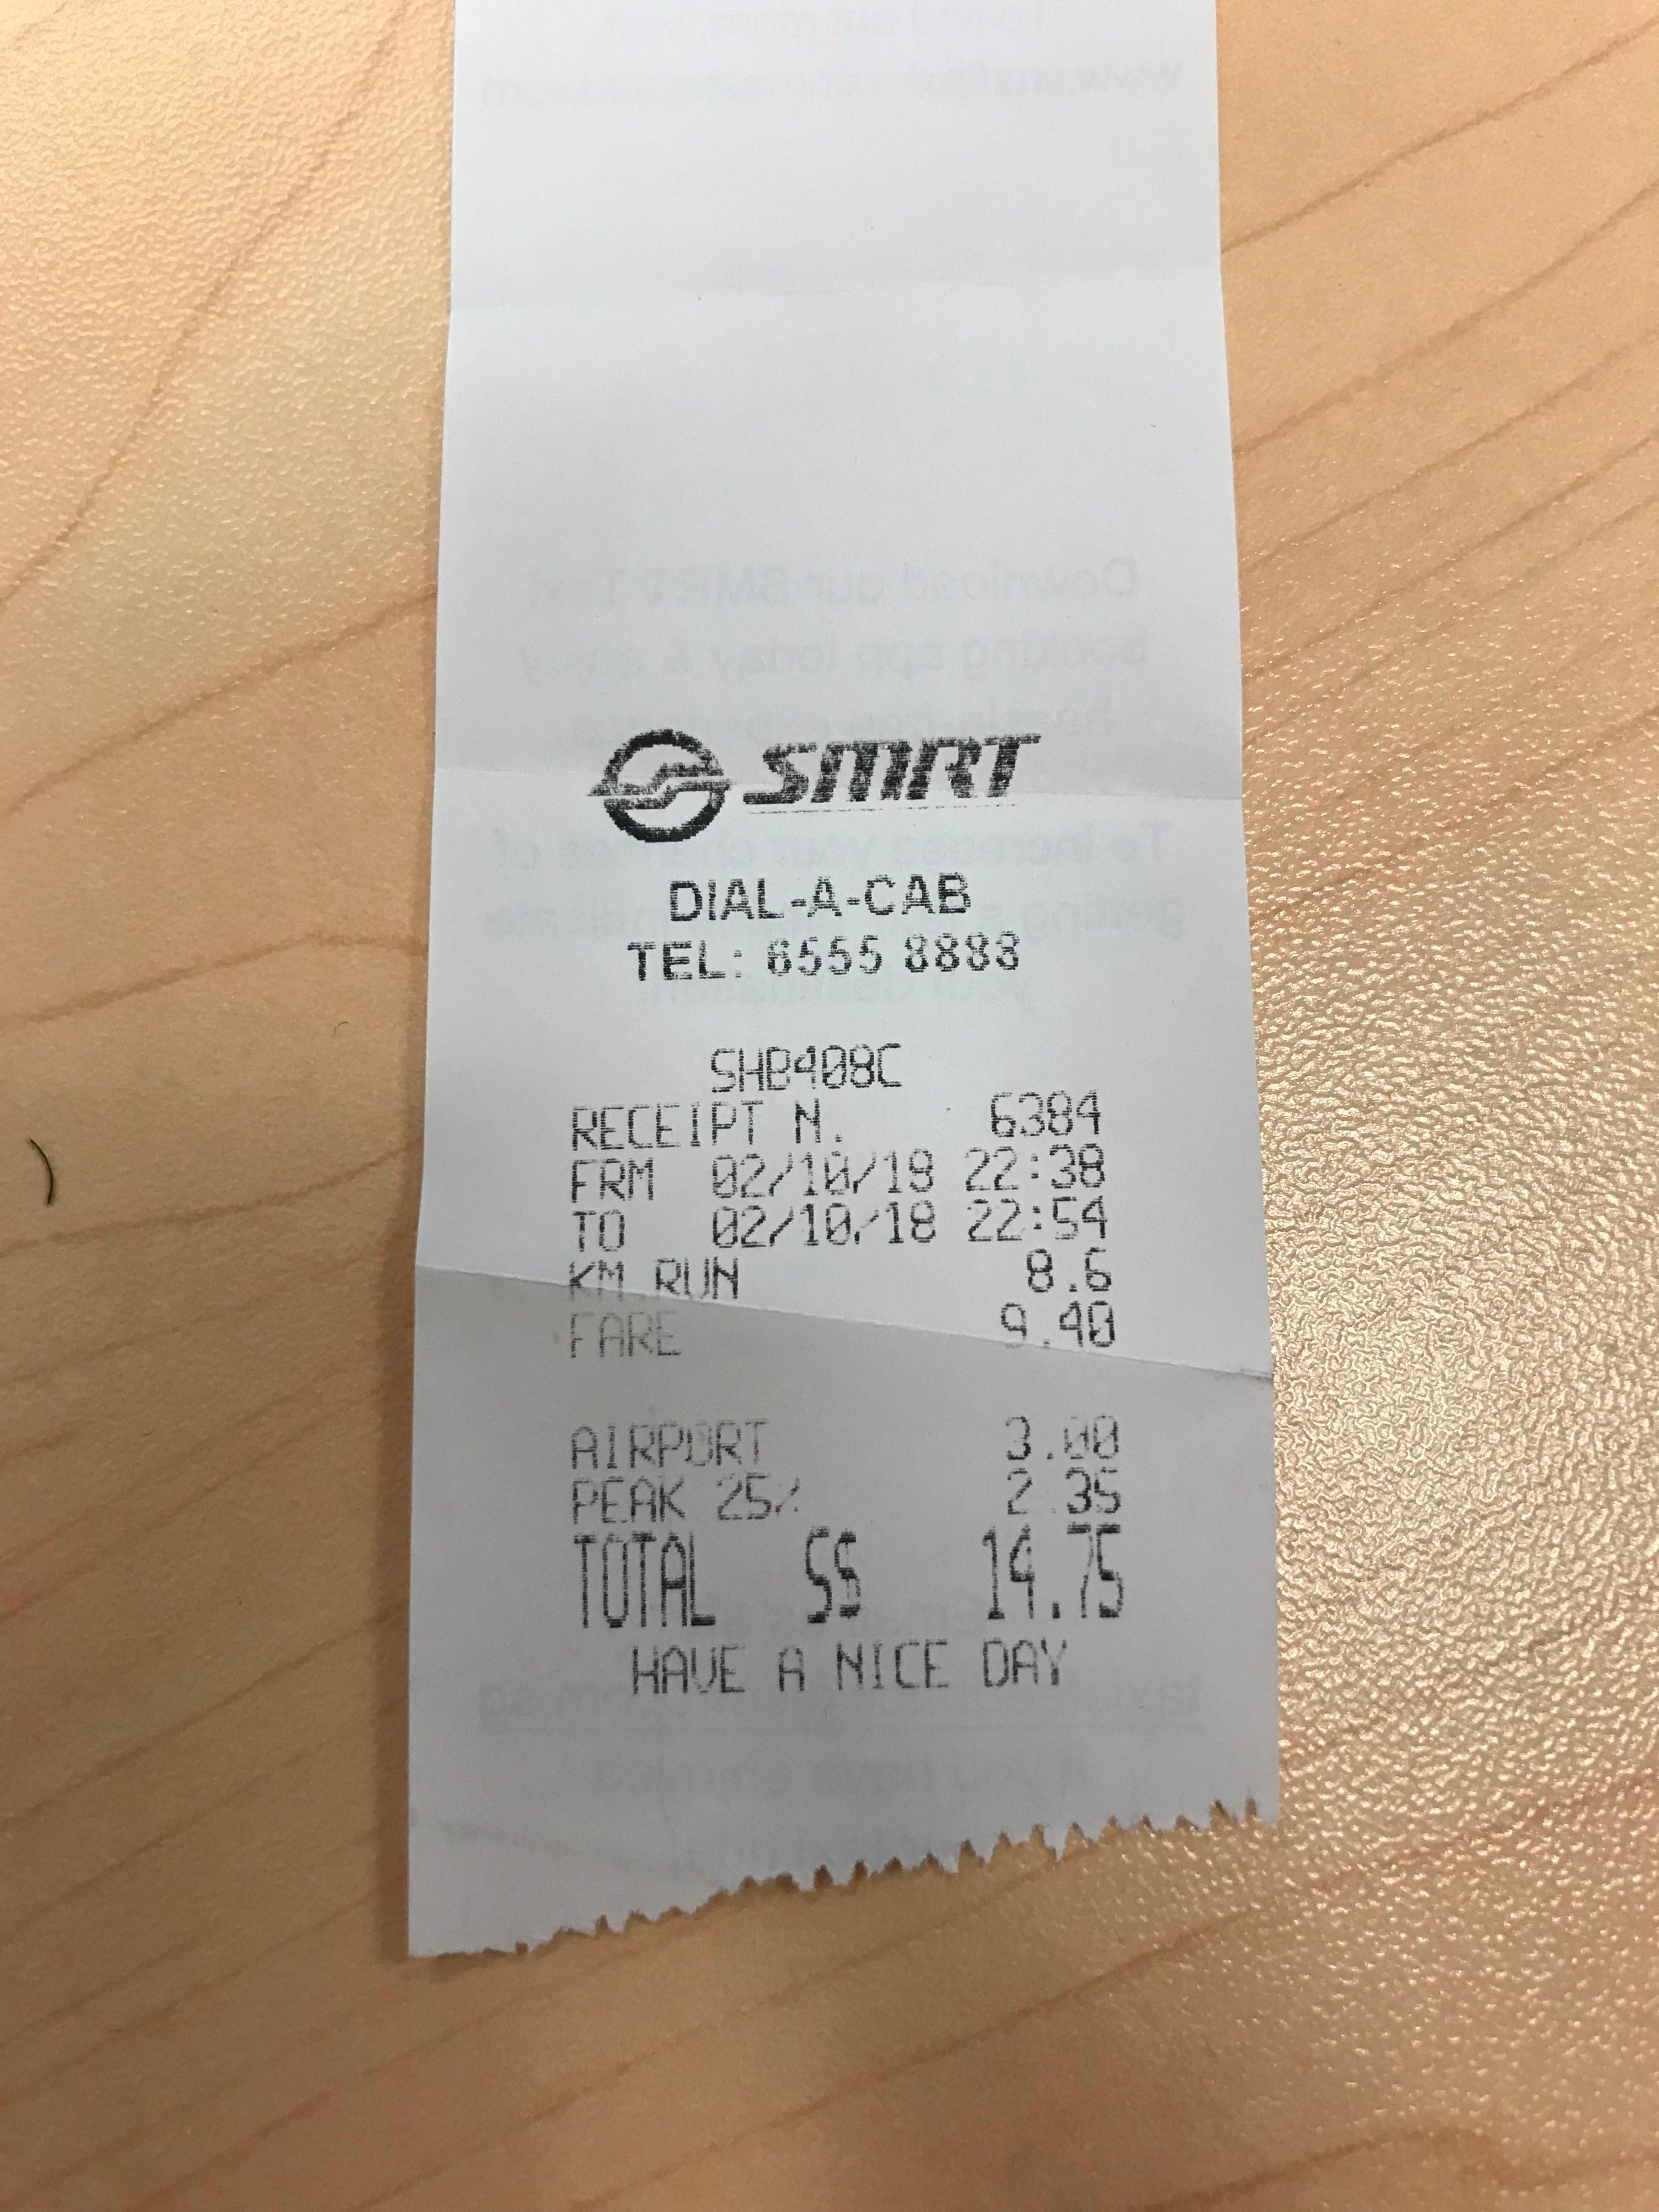 SMRT
DIAL-A-CAB
TEL: 6555 8888
SHB408C
RECEIPT N. 6384
FRM 02/10/18 22:38
TO 02/10/18 22:54
KM RUN 8.6
FARE 9.40
AIRPORT 3.00
PEAK 25% 2.35
TOTAL S$ 14.75
HAVE A NICE DAY